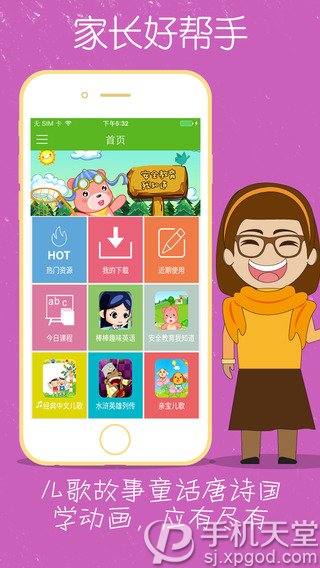 家长好帮手
无 SIM 卡
下午5:32
首页
安全教育
我知道
HOT
热门资源
我的下载
近期使用
abc
今日课程
棒棒趣味英语
安全教育我知道
经典中文儿歌
水浒英雄列传
亲宝儿歌
儿歌故事童话唐诗国
学动画，应有尽有
手机天堂
sj.xpgod.com